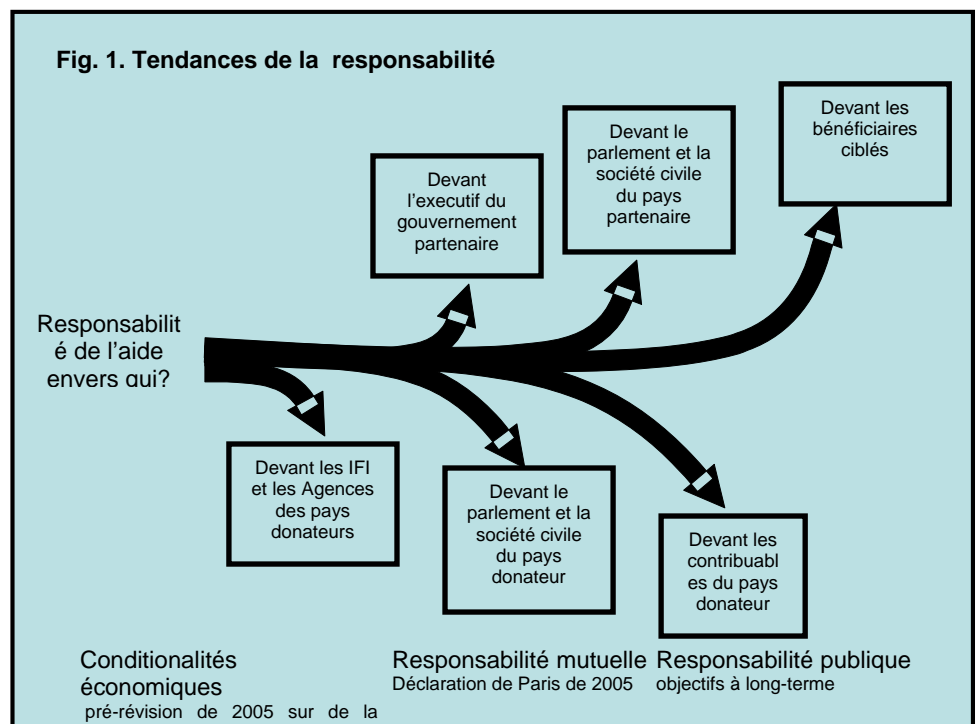 Fig. 1. Tendances de la responsabilité
Devant les
bénéficiaires
ciblés
Devant le
parlement et la
société civile
du pays
partenaire
Devant
l'executif du
gouvernement
partenaire
Responsabilit
é de l'aide
envers qui?
Devant les IFI
et les Agences
des pays
donateurs
Devant le
parlement et la
société civile
du pays
donateur
Devant les
contribuabl
es du pays
donateur
Conditionalités
économiques
pré-révision de 2005 sur de la
Responsabilité mutuelle
Déclaration de Paris de 2005
Responsabilité publique
objectifs à long-terme